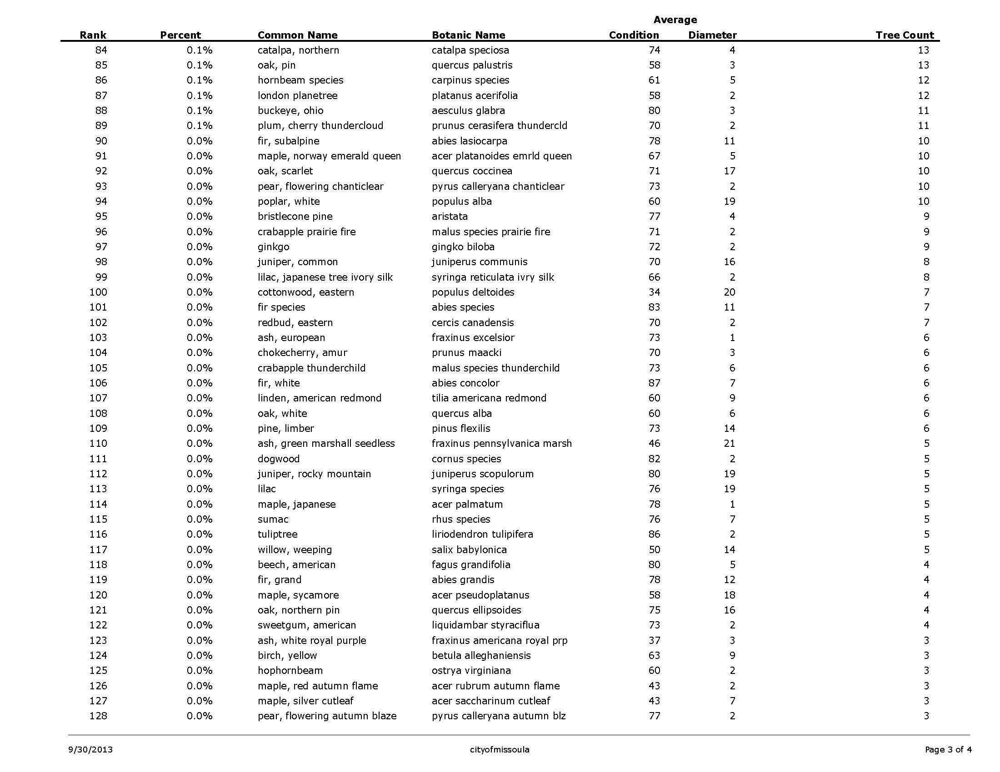 Average
Rank Percent Common Name Botanic Name Condition Diameter Tree Count
84 0.1% catalpa, northern catalpa speciosa 74 4 13
85 0.1% oak, pin quercus palustris 58 3 13
86 0.1% hornbeam species carpinus species 61 5 12
87 0.1% london planetree platanus acerifolia 58 2 12
88 0.1% buckeye, ohio aesculus glabra 80 3 11
89 0.1% plum, cherry thundercloud prunus cerasifera thundercld 70 2 11
90 0.0% fir, subalpine abies lasiocarpa 78 11 10
91 0.0% maple, norway emerald queen acer platanoides emrld queen 67 5 10
92 0.0% oak, scarlet quercus coccinea 71 17 10
93 0.0% pear, flowering chanticlear pyrus calleryana chanticlear 73 2 10
94 0.0% poplar, white populus alba 60 19 10
95 0.0% bristlecone pine aristata 77 4 9
96 0.0% crabapple prairie fire malus species prairie fire 71 2 9
97 0.0% ginkgo gingko biloba 72 2 9
98 0.0% juniper, common juniperus communis 70 16 8
99 0.0% lilac, japanese tree ivory silk syringa reticulata ivry silk 66 2 8
100 0.0% cottonwood, eastern populus deltoides 34 20 7
101 0.0% fir species abies species 83 11 7
102 0.0% redbud, eastern cercis canadensis 70 2 7
103 0.0% ash, european fraxinus excelsior 73 1 6
104 0.0% chokecherry, amur prunus maacki 70 3 6
105 0.0% crabapple thunderchild malus species thunderchild 73 6 6
106 0.0% fir, white abies concolor 87 7 6
107 0.0% linden, american redmond tilia americana redmond 60 9 6
108 0.0% oak, white quercus alba 60 6 6
109 0.0% pine, limber pinus flexilis 73 14 6
110 0.0% ash, green marshall seedless fraxinus pennsylvanica marsh 46 21 5
111 0.0% dogwood cornus species 82 2 5
112 0.0% juniper, rocky mountain juniperus scopulorum 80 19 5
113 0.0% lilac syringa species 76 19 5
114 0.0% maple, japanese acer palmatum 78 1 5
115 0.0% sumac rhus species 76 7 5
116 0.0% tuliptree liriodendron tulipifera 86 2 5
117 0.0% willow, weeping salix babylonica 50 14 5
118 0.0% beech, american fagus grandifolia 80 5 4
119 0.0% fir, grand abies grandis 78 12 4
120 0.0% maple, sycamore acer pseudoplatanus 58 18 4
121 0.0% oak, northern pin quercus ellipsoides 75 16 4
122 0.0% sweetgum, american liquidambar styraciflua 73 2 4
123 0.0% ash, white royal purple fraxinus americana royal prp 37 3 3
124 0.0% birch, yellow betula alleghaniensis 63 9 3
125 0.0% hophornbeam ostrya virginiana 60 2 3
126 0.0% maple, red autumn flame acer rubrum autumn flame 43 2 3
127 0.0% maple, silver cutleaf acer saccharinum cutleaf 43 7 3
128 0.0% pear, flowering autumn blaze pyrus calleryana autumn blz 77 2 3
9/30/2013 cityofmissoula Page 3 of 4